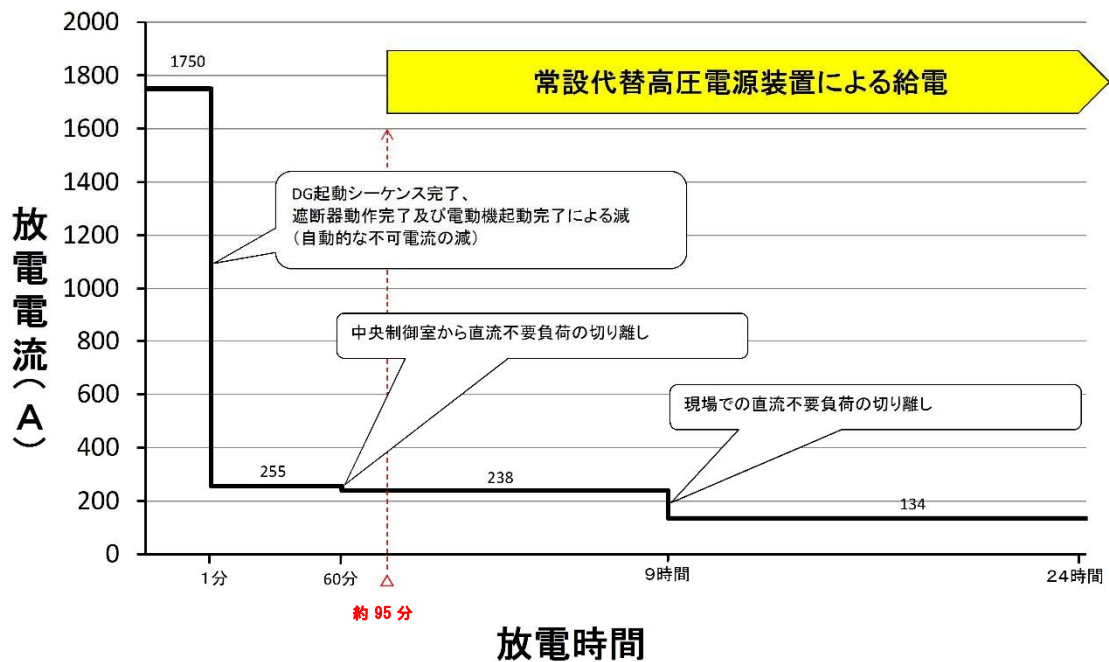 2000
1800
1600
1400
1200
1000
800
600
400
200
0
放電電流(A)
1750
常設代替高圧電源装置による給電
DG起動シーケンス完了、
遮断器動作完了及び電動機起動完了による減
(自動的な不可電流の減)
中央制御室から直流不要負荷の切り離し
現場での直流不要負荷の切り離し
255
238
134
1分
60分
9時間
24時間
約 95 分
放電時間